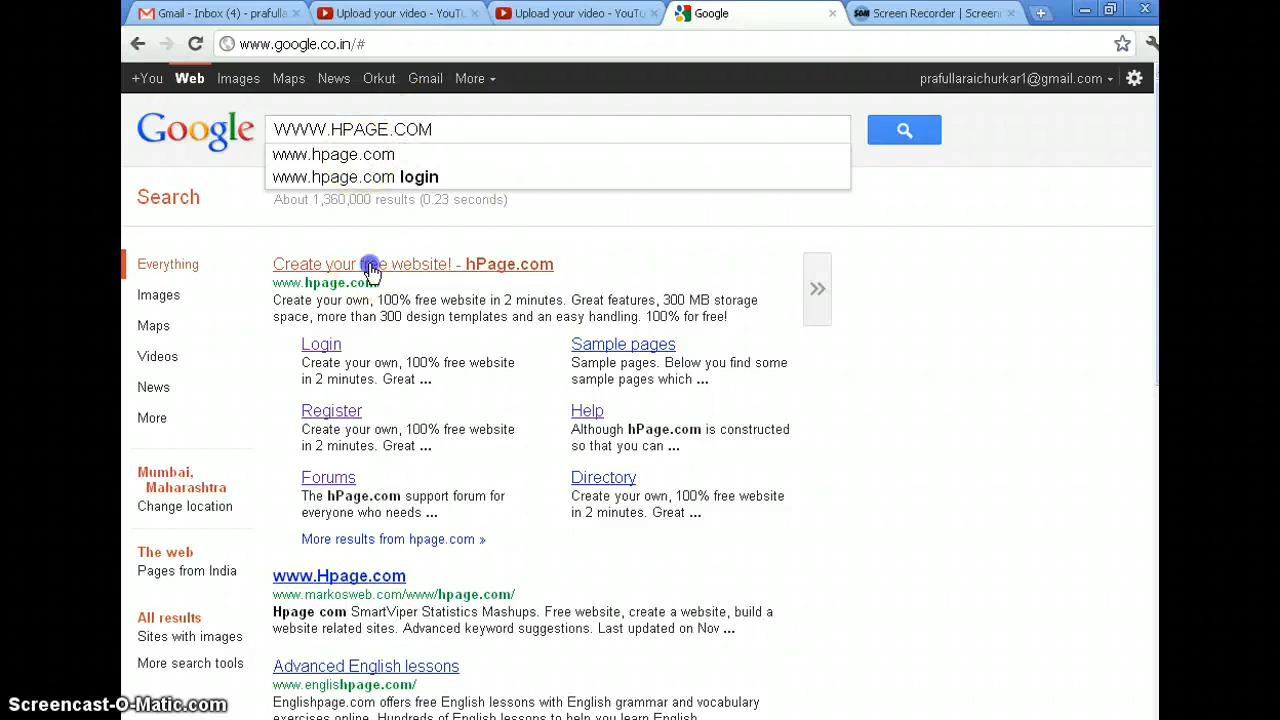 Gmail - Inbox (4) - prafulla
Upload your video - YouTu
Upload your video - YouTu
Google
Screen Recorder | Screen
www.google.co.in/#
+You Web Images Maps News Orkut Gmail More
prafullaraichurkar1@gmail.com
Google
WWW.HPAGE.COM
www.hpage.com
www.hpage.com login
Search
About 1,360,000 results (0.23 seconds)
Everything
Images
Maps
Videos
News
More
Mumbai,
Maharashtra
Change location
The web
Pages from India
All results
Sites with images
More search tools
Create your free website! - hPage.com
www.hpage.com/
Create your own, 100% free website in 2 minutes. Great features, 300 MB storage
space, more than 300 design templates and an easy handling. 100% for free!
Login
Create your own, 100% free website
in 2 minutes. Great ...
Sample pages
Sample pages. Below you find some
sample pages which ...
Register
Create your own, 100% free website
in 2 minutes. Great ...
Help
Although hPage.com is constructed
so that you can ...
Forums
The hPage.com support forum for
everyone who needs ...
Directory
Create your own, 100% free website
in 2 minutes. Great ...
More results from hpage.com »
www.Hpage.com
www.markosweb.com/www/hpage.com/
Hpage com SmartViper Statistics Mashups. Free website, create a website, build a
website related sites. Advanced keyword suggestions. Last updated on Nov ...
Advanced English lessons
www.englishpage.com/
Englishpage.com offers free English lessons with English grammar and vocabulary
exercises online. Hundreds of English lessons to help you learn English
Screencast-O-Matic.com